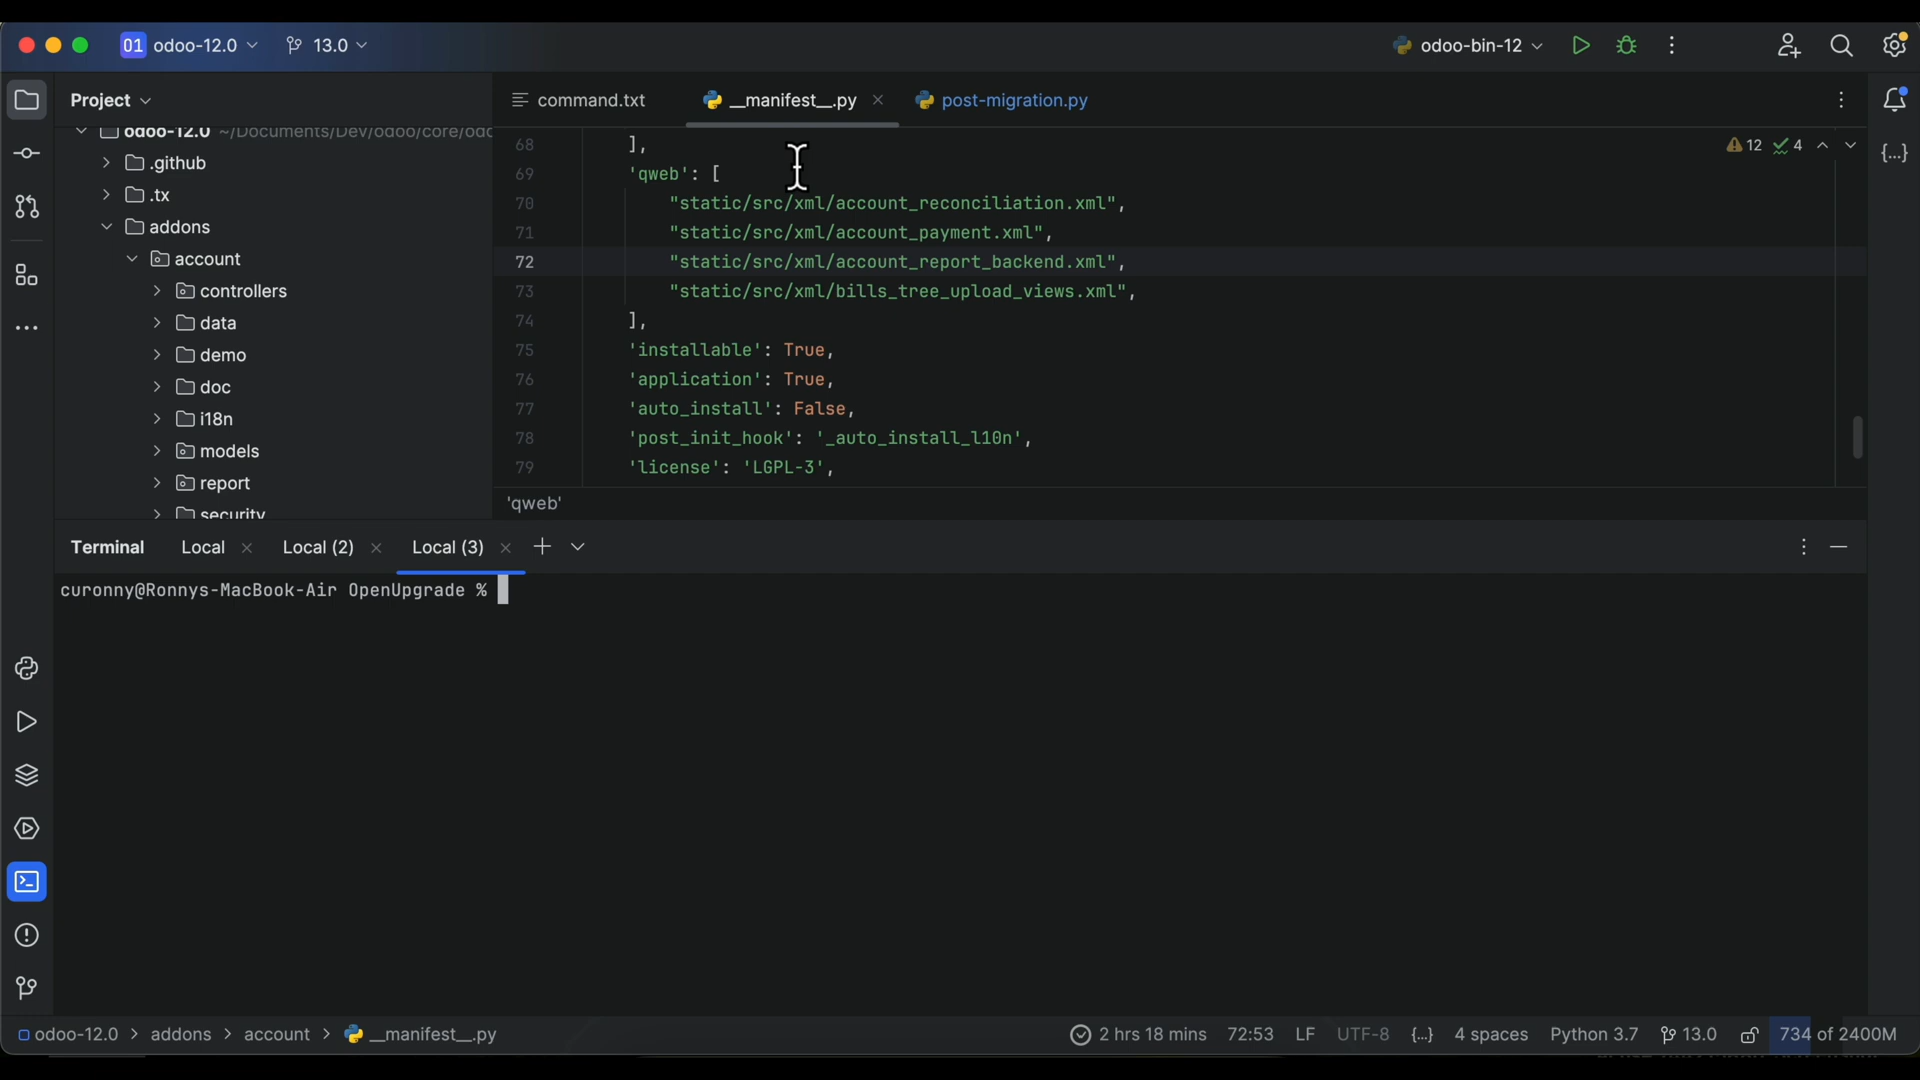 01 odoo-12.0 13.0 odoo-bin-12
Project
command.txt __manifest__.py post-migration.py
odoo-12.0 ~/Documents/Dev/odoo/core/odo
.github
.tx
addons
account
controllers
data
demo
doc
i18n
models
report
security
12 4
68 ],
69 'qweb': [
70 "static/src/xml/account_reconciliation.xml",
71 "static/src/xml/account_payment.xml",
72 "static/src/xml/account_report_backend.xml",
73 "static/src/xml/bills_tree_upload_views.xml",
74 ],
75 'installable': True,
76 'application': True,
77 'auto_install': False,
78 'post_init_hook': '_auto_install_l10n',
79 'license': 'LGPL-3',
'qweb'
Terminal Local Local (2) Local (3)
curonny@Ronnys-MacBook-Air OpenUpgrade %
odoo-12.0 > addons > account > __manifest__.py
2 hrs 18 mins 72:53 LF UTF-8 {...} 4 spaces Python 3.7 13.0 734 of 2400M